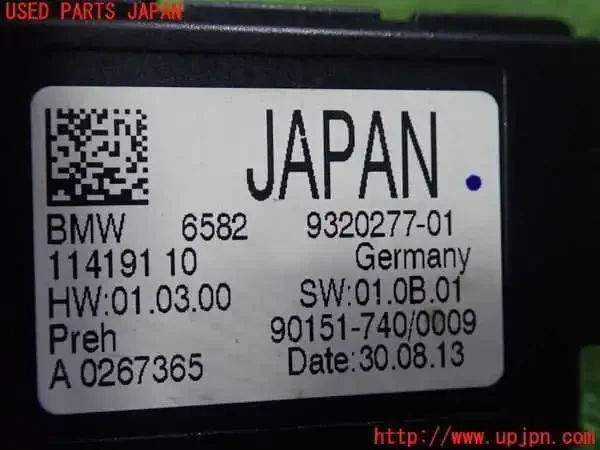 USED PARTS JAPAN
JAPAN
BMW 6582 9320277-01
114191 10 Germany
HW:01.03.00 SW:01.0B.01
Preh 90151-740/0009
A 0267365 Date:30.08.13
http://www.upjpn.com/